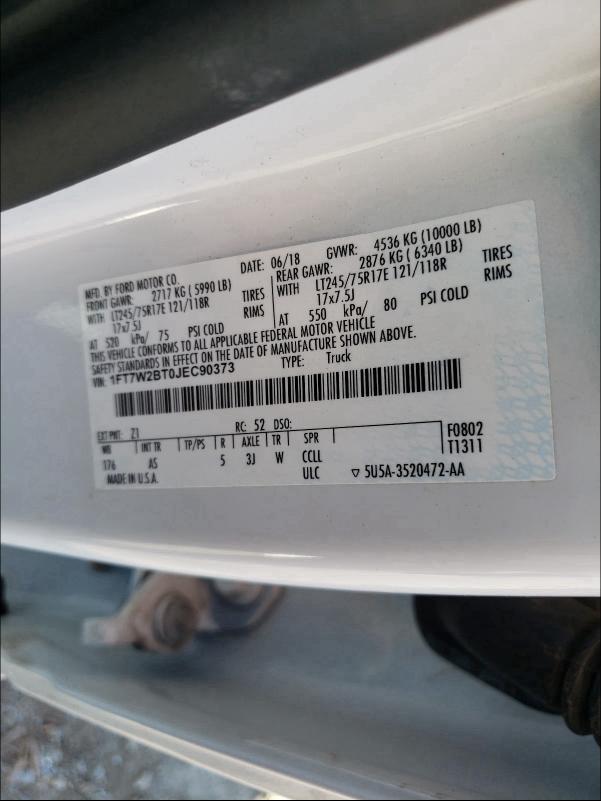 MFD. BY FORD MOTOR CO. DATE: 06/18 GVWR: 4536 KG (10000 LB)
FRONT GAWR: 2717 KG (5990 LB) REAR GAWR: 2876 KG (6340 LB)
WITH LT245/75R17E 121/118R TIRES WITH LT245/75R17E 121/118R TIRES
17x7.5J RIMS 17x7.5J RIMS
AT 520 kPa/ 75 PSI COLD AT 550 kPa/ 80 PSI COLD
THIS VEHICLE CONFORMS TO ALL APPLICABLE FEDERAL MOTOR VEHICLE
SAFETY STANDARDS IN EFFECT ON THE DATE OF MANUFACTURE SHOWN ABOVE.
VIN: 1FT7W2BT0JEC90373 TYPE: Truck
EXT PNT: Z1 RC: 52 DSO: F0802
WB INT TR TP/PS R AXLE TR SPR T1311
176 AS 5 3J W CCLL
MADE IN U.S.A. ULC ▽ 5U5A-3520472-AA